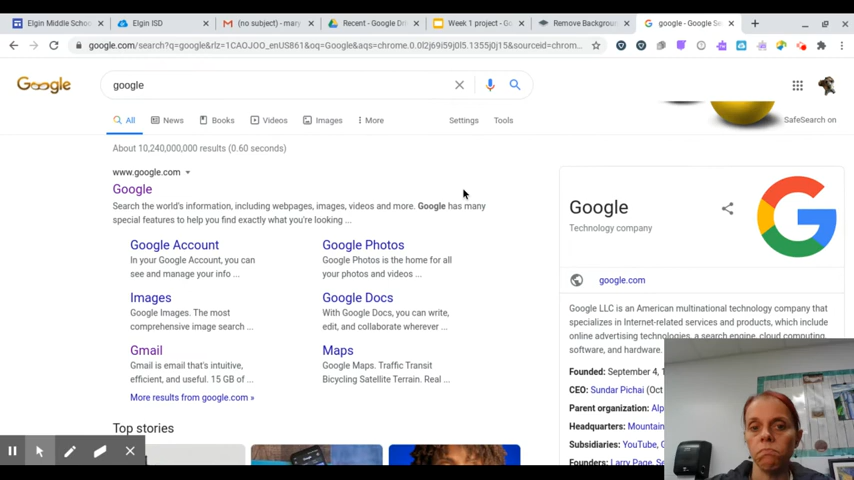 Elgin Middle School
Elgin ISD
(no subject) - mary
Recent - Google Dri
Week 1 project - Go
Remove Backgroun
google - Google Se
google.com/search?q=google&rlz=1CAOJOO_enUS861&oq=Google&aqs=chrome.0.0l2j69i59j0l5.1355j0j15&sourceid=chrom...
Google
google
All
News
Books
Videos
Images
More
Settings
Tools
SafeSearch on
About 10,240,000,000 results (0.60 seconds)
www.google.com
Google
Search the world's information, including webpages, images, videos and more. Google has many
special features to help you find exactly what you're looking ...
Google Account
In your Google Account, you can
see and manage your info ...
Google Photos
Google Photos is the home for all
your photos and videos ...
Images
Google Images. The most
comprehensive image search ...
Google Docs
With Google Docs, you can write,
edit, and collaborate wherever ...
Gmail
Gmail is email that's intuitive,
efficient, and useful. 15 GB of ...
Maps
Google Maps. Traffic Transit
Bicycling Satellite Terrain. Real ...
More results from google.com »
Top stories
Google
Technology company
google.com
Google LLC is an American multinational technology company that
specializes in Internet-related services and products, which include
online advertising technologies, a search engine, cloud computing,
software, and hardware.
Founded: September 4, 1
CEO: Sundar Pichai (Oct
Parent organization: Alp
Headquarters: Mountain
Subsidiaries: YouTube,
Founders: Larry Page, Se